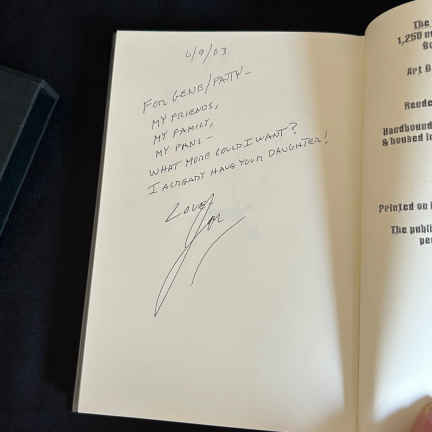 6/9/03
FOR GENE/PATTY-
MY FRIENDS,
MY FAMILY,
MY FANS-
WHAT MORE COULD I WANT?
I ALREADY HAVE YOUR DAUGHTER!
Love,
The
1,250
Art
Handbound
& housed
Printed on
The publi